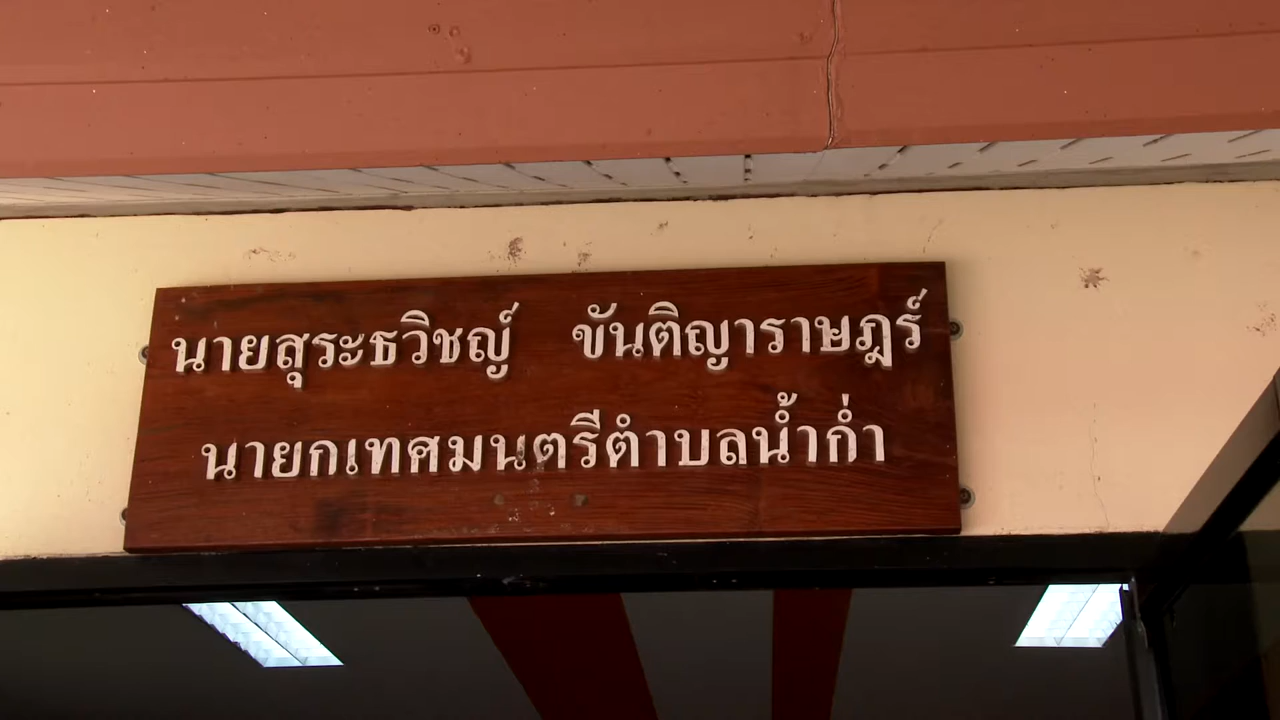 นายสุระธวิชญ์ ขันติญาราษฎร์
นายกเทศมนตรีตำบลน้ำก่ำ